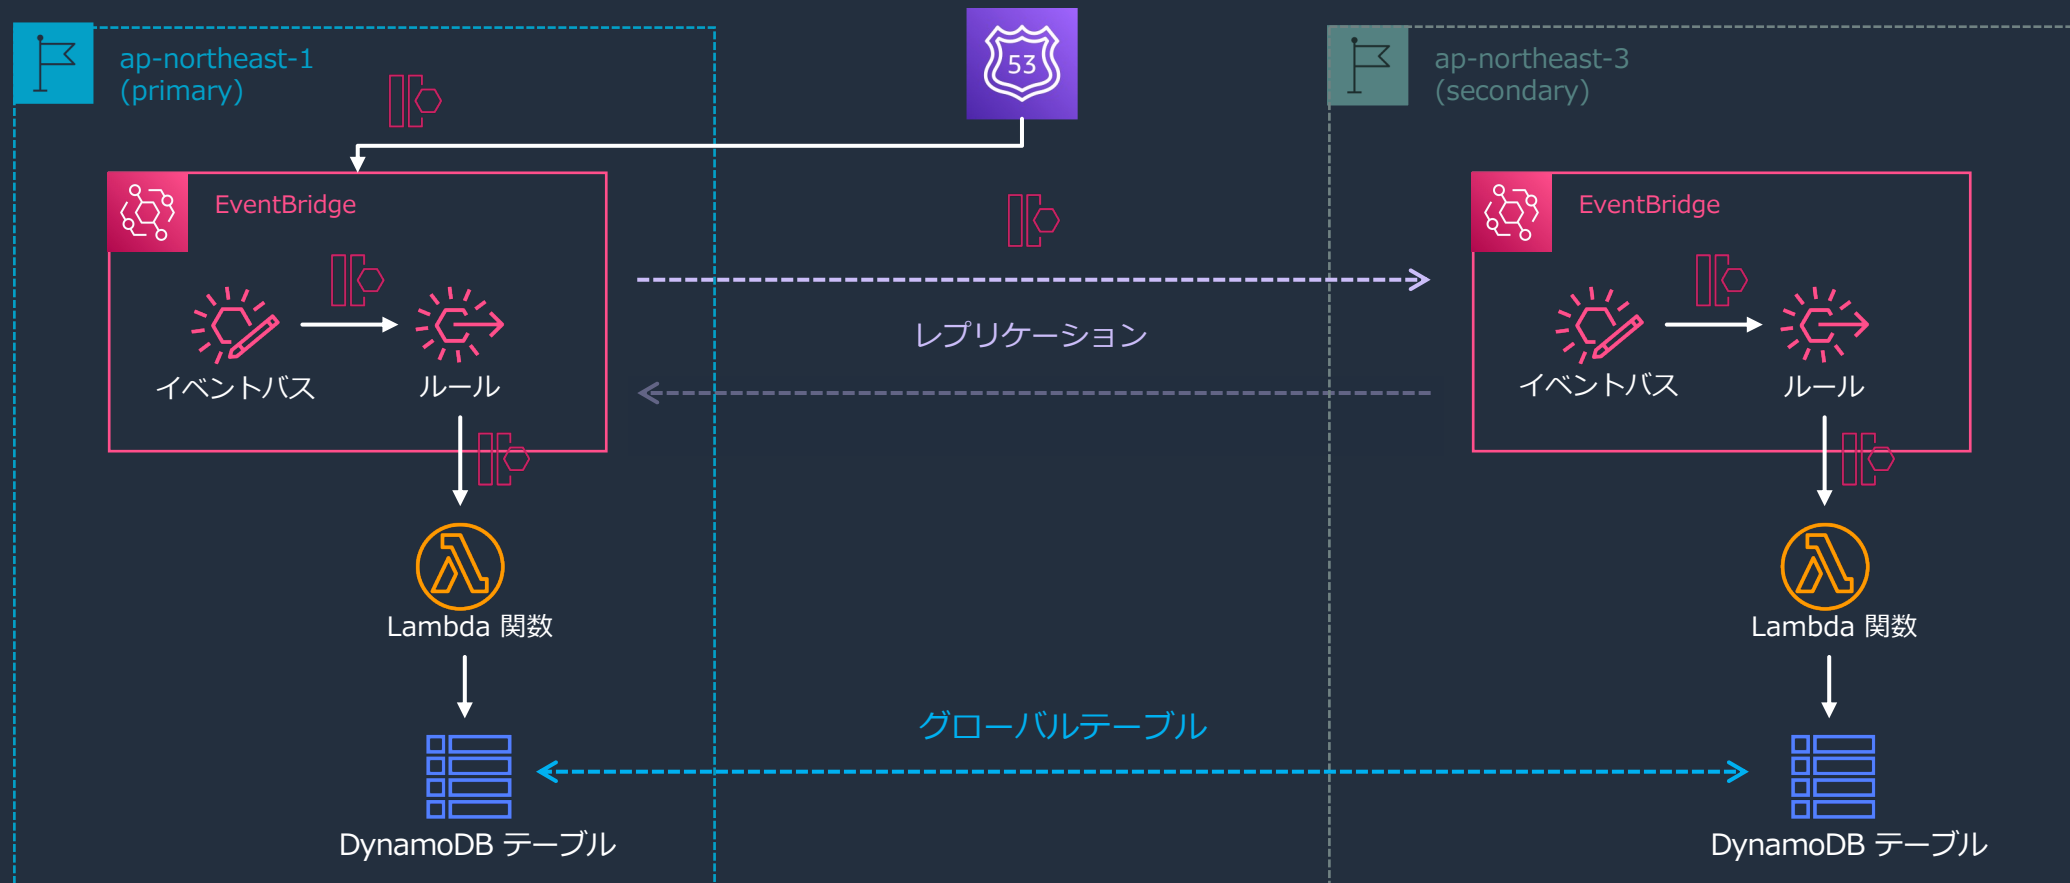 ap-northeast-1
(primary)
53
ap-northeast-3
(secondary)
EventBridge
EventBridge
レプリケーション
イベントバス
ルール
イベントバス
ルール
Lambda 関数
Lambda 関数
グローバルテーブル
DynamoDB テーブル
DynamoDB テーブル